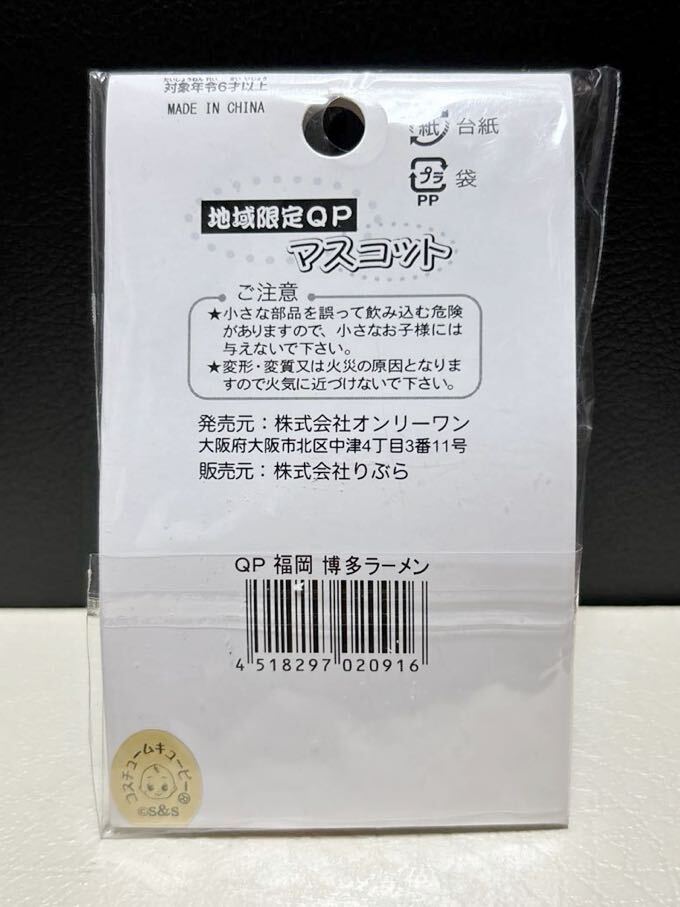 対象年令6才以上
MADE IN CHINA
紙 台紙
プラ 袋
PP
地域限定QP
マスコット
ご注意
★小さな部品を誤って飲み込む危険
がありますので、小さなお子様には
与えないで下さい。
★変形・変質又は火災の原因となりま
すので火気に近づけないで下さい。
発売元：株式会社オンリーワン
大阪府大阪市北区中津4丁目3番11号
販売元：株式会社りぶら
QP 福岡 博多ラーメン
4 518297 020916
コスチュームキューピー
©S&S